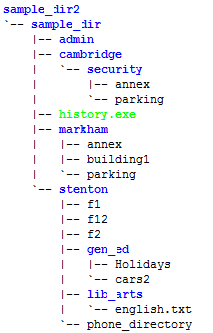 sample_dir2
`-- sample_dir
    |-- admin
    |-- cambridge
    |   `-- security
    |       |-- annex
    |       `-- parking
    |-- history.exe
    |-- markham
    |   |-- annex
    |   |-- building1
    |   `-- parking
    `-- stenton
        |-- f1
        |-- f12
        |-- f2
        |-- gen_ed
        |   |-- Holidays
        |   `-- cars2
        |-- lib_arts
        |   `-- english.txt
        `-- phone_directory